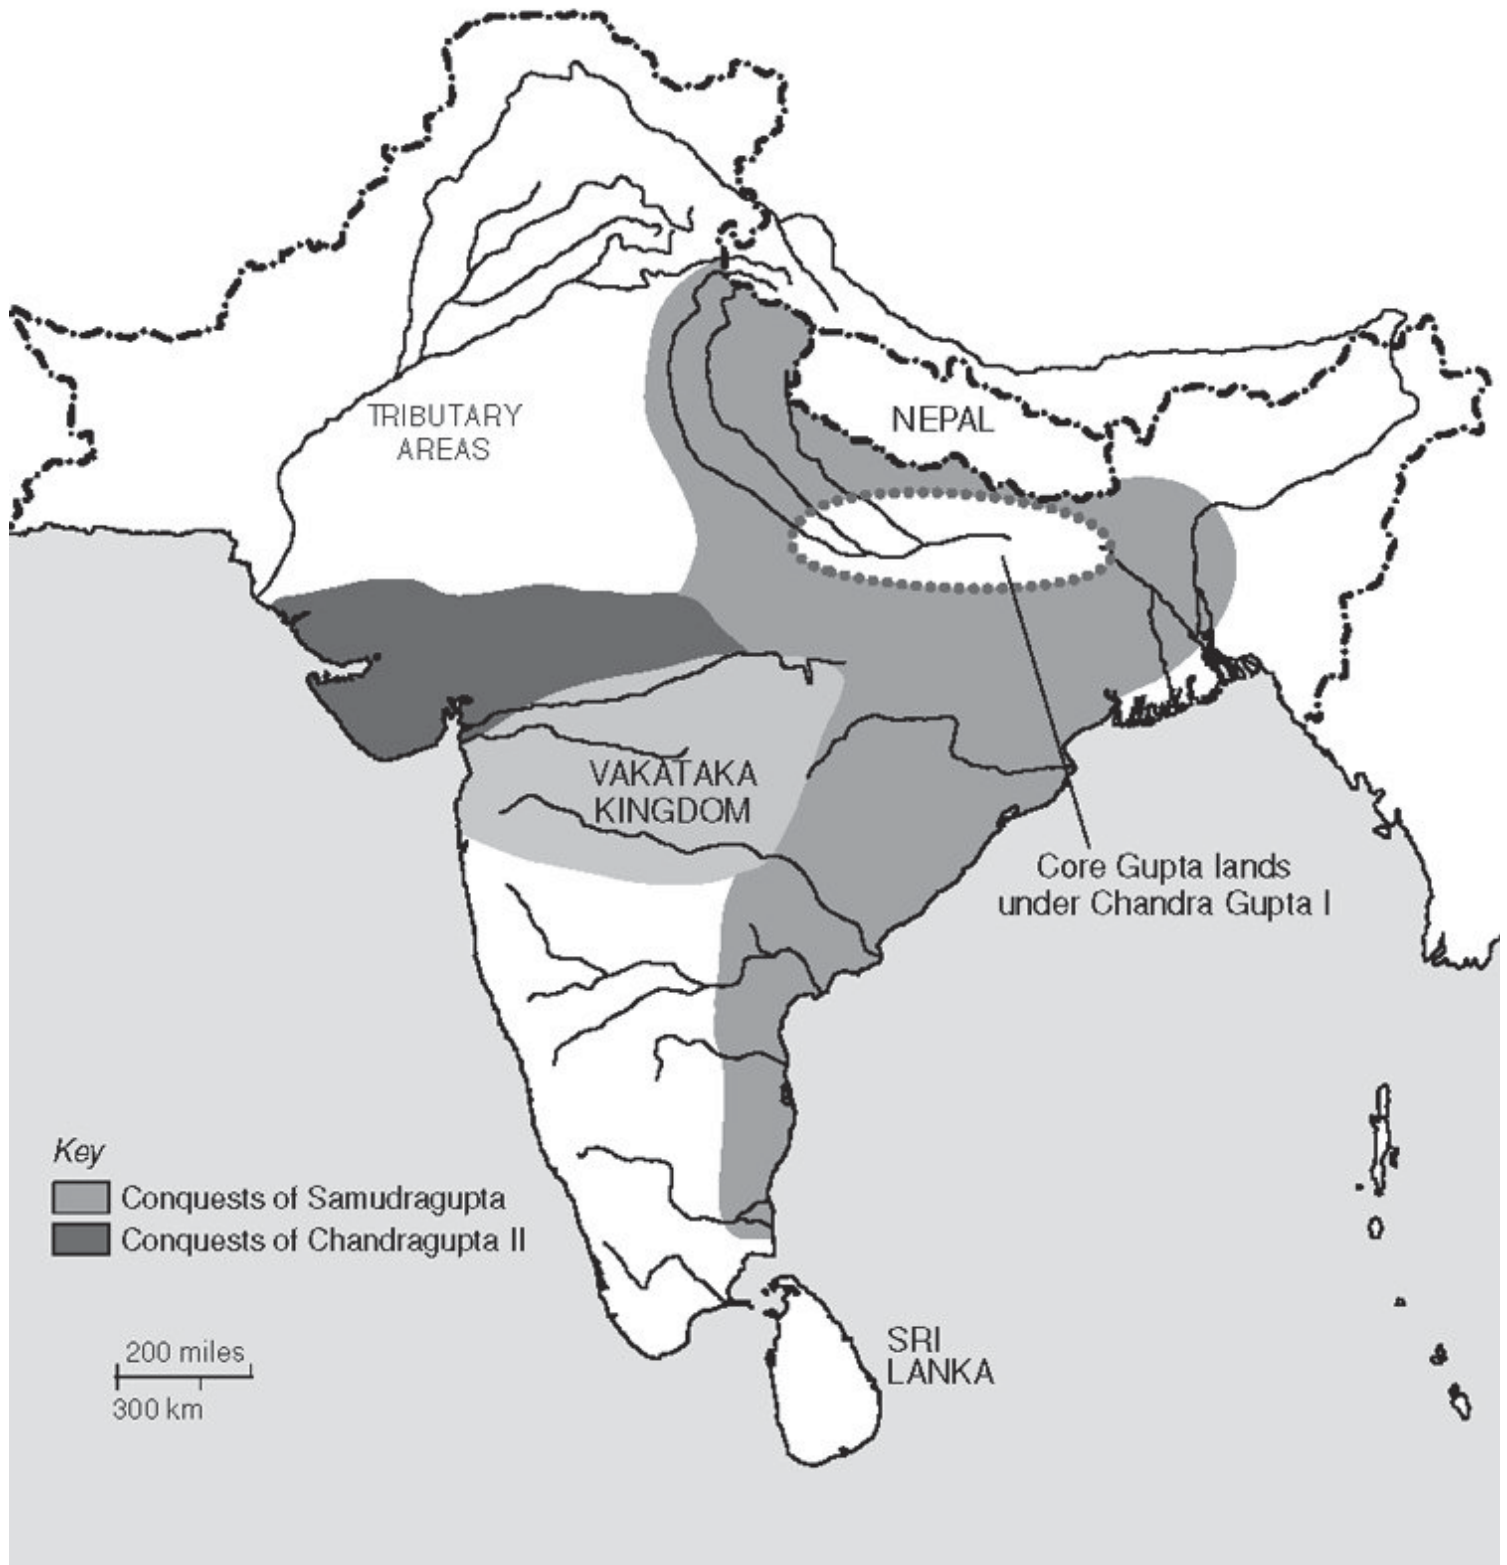 TRIBUTARY
AREAS
NEPAL
VAKATAKA
KINGDOM
Core Gupta lands
under Chandra Gupta I
Key
Conquests of Samudragupta
Conquests of Chandragupta II
200 miles
300 km
SRI
LANKA